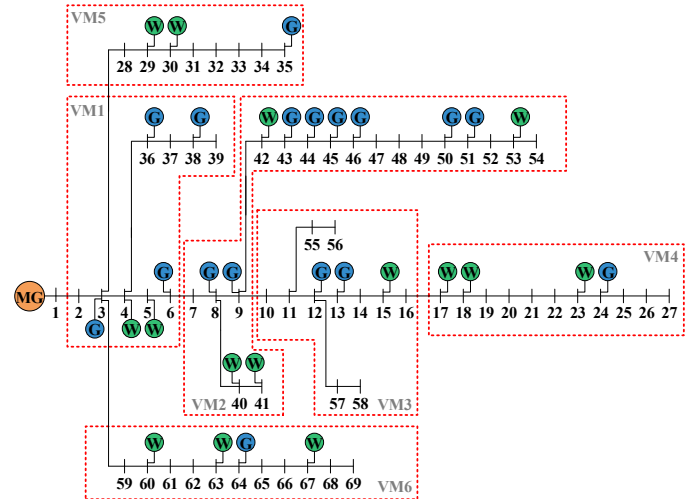 VM5
W W G
28 29 30 31 32 33 34 35
VM1
G G
36 37 38 39
W G G G G G G W
42 43 44 45 46 47 48 49 50 51 52 53 54
55 56
VM4
MG
G G G G G W W W W G
1 2 3 4 5 6 7 8 9 10 11 12 13 14 15 16 17 18 19 20 21 22 23 24 25 26 27
G W W
W W
40 41
57 58
VM2
VM3
W W G W
59 60 61 62 63 64 65 66 67 68 69
VM6